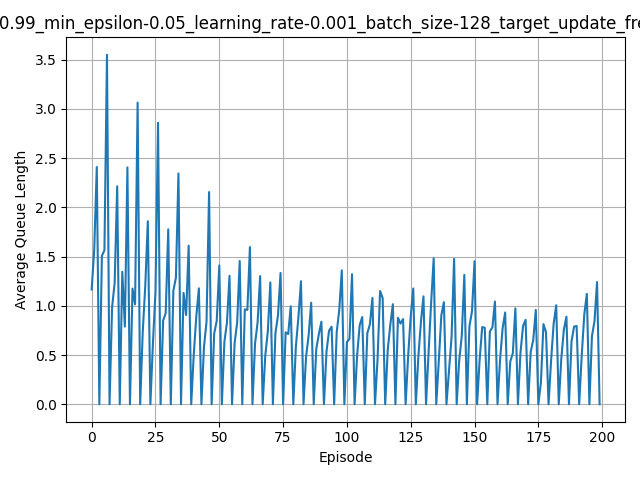 0.99_min_epsilon-0.05_learning_rate-0.001_batch_size-128_target_update_fre
3.5
3.0
2.5
2.0
1.5
1.0
0.5
0.0
Average Queue Length
0 25 50 75 100 125 150 175 200
Episode